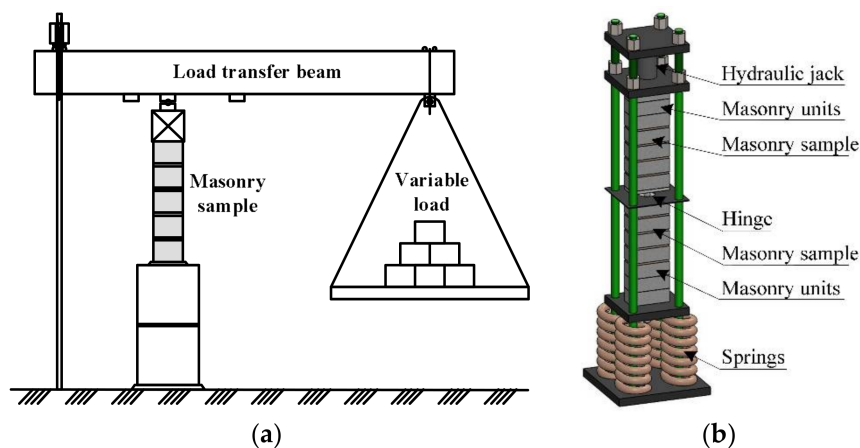 Load transfer beam
Masonry
sample
Variable
load
(a)
Hydraulic jack
Masonry units
Masonry sample
Hinge
Masonry sample
Masonry units
Springs
(b)